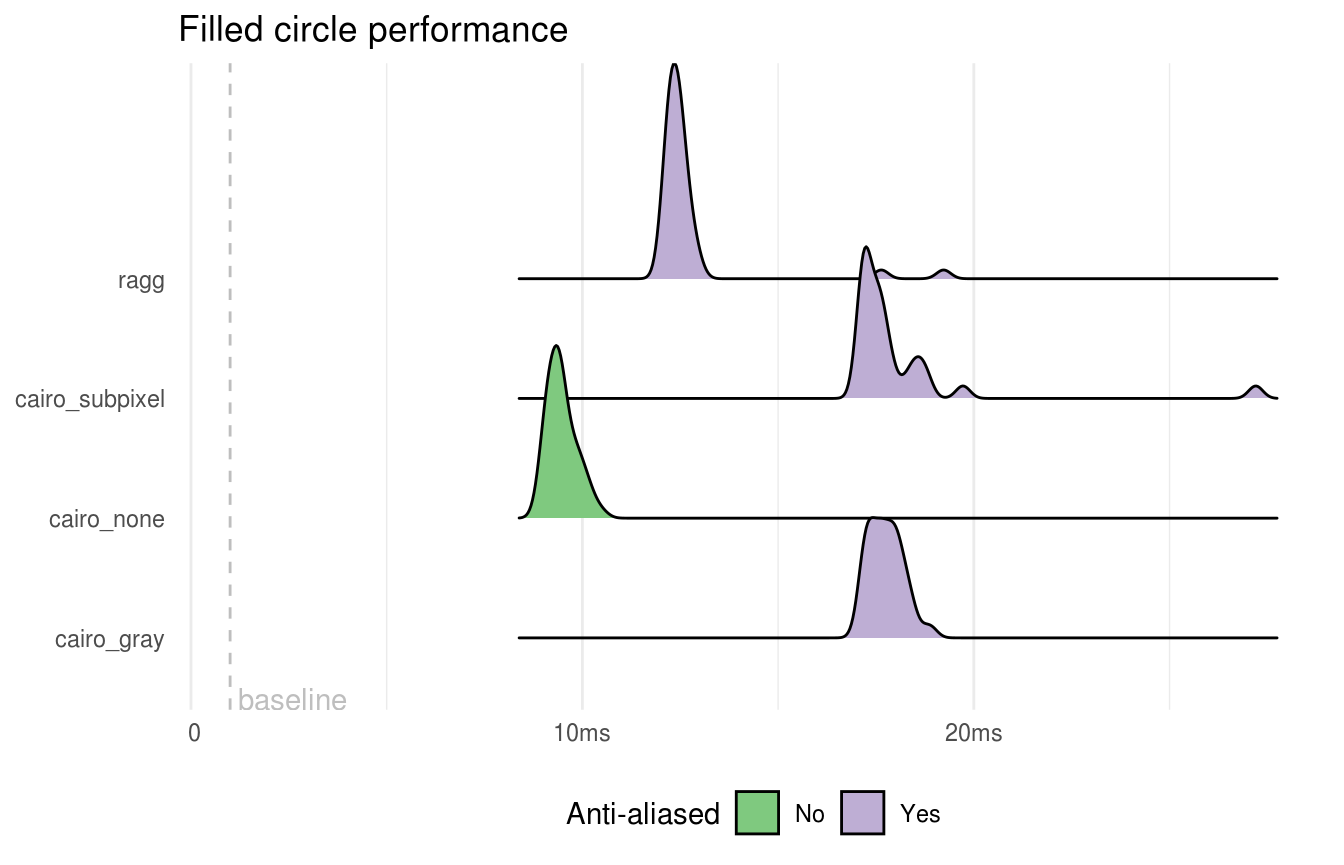 Filled circle performance
ragg
cairo_subpixel
cairo_none
cairo_gray
baseline
0 10ms 20ms
Anti-aliased No Yes